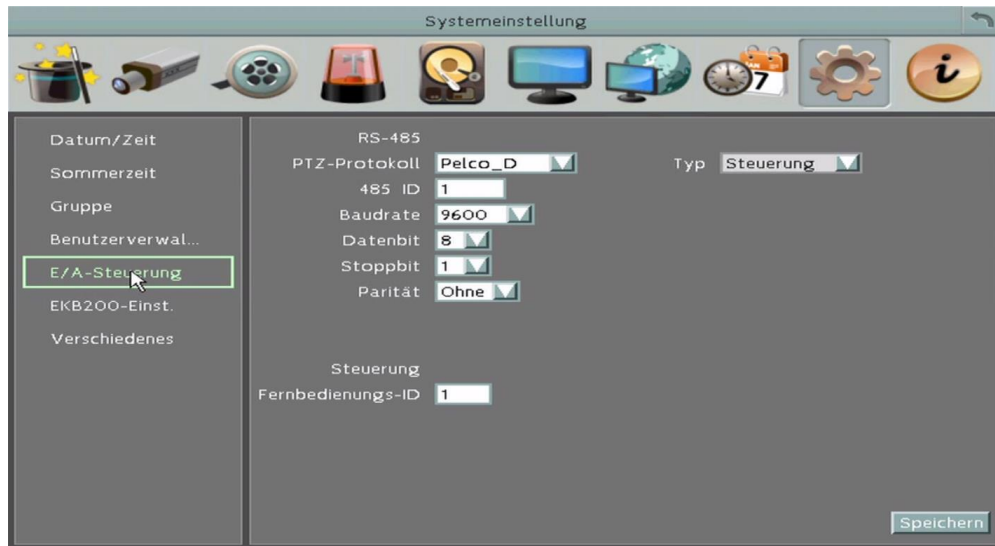 Systemeinstellung
Datum/Zeit
Sommerzeit
Gruppe
Benutzerverwal...
E/A-Steuerung
EKB200-Einst.
Verschiedenes
RS-485
PTZ-Protokoll Pelco_D Typ Steuerung
485 ID 1
Baudrate 9600
Datenbit 8
Stoppbit 1
Parität Ohne
Steuerung
Fernbedienungs-ID 1
Speichern